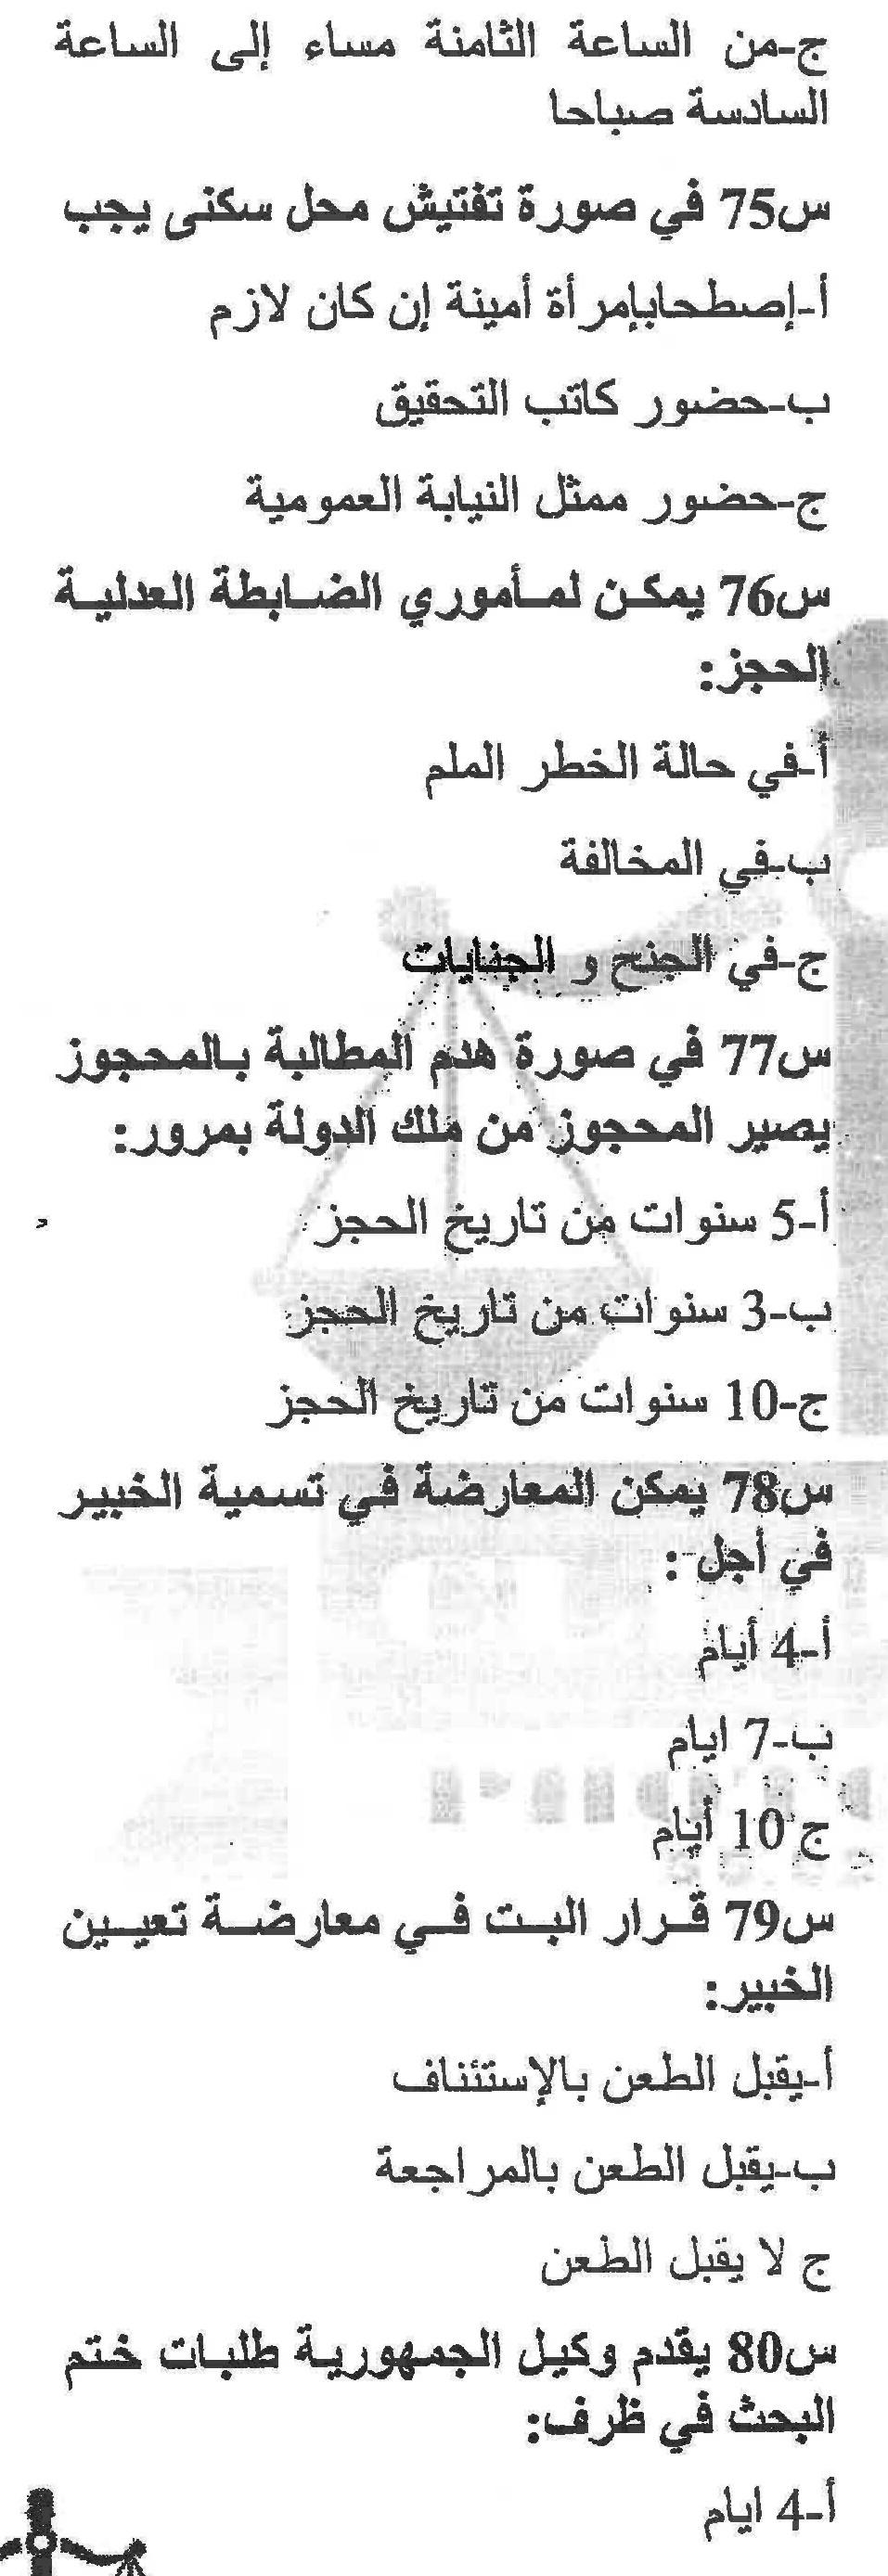 ج-من الساعة الثامنة مساء إلى الساعة
السادسة صباحا
س75 في صورة تفتيش محل سكنى يجب
أ-إصطحابإمرأة أمينة إن كان لازم
ب-حضور كاتب التحقيق
ج-حضور ممثل النيابة العمومية
س76 يمكن لمأموري الضابطة العدلية
الحجز:
أ-في حالة الخطر الملم
ب-في المخالفة
ج-في الجنح و الجنايات
س77 في صورة هدم المطالبة بالمحجوز
يصير المحجوز من ملك الدولة بمرور:
أ-5 سنوات من تاريخ الحجز
ب-3 سنوات من تاريخ الحجز
ج-10 سنوات من تاريخ الحجز
س78 يمكن المعارضة في تسمية الخبير
في أجل :
أ-4 أيام
ب-7 ايام
ج 10 أيام
س79 قرار البت في معارضة تعيين
الخبير:
أ-يقبل الطعن بالإستئناف
ب-يقبل الطعن بالمراجعة
ج لا يقبل الطعن
س80 يقدم وكيل الجمهورية طلبات ختم
البحث في ظرف:
أ-4 ايام